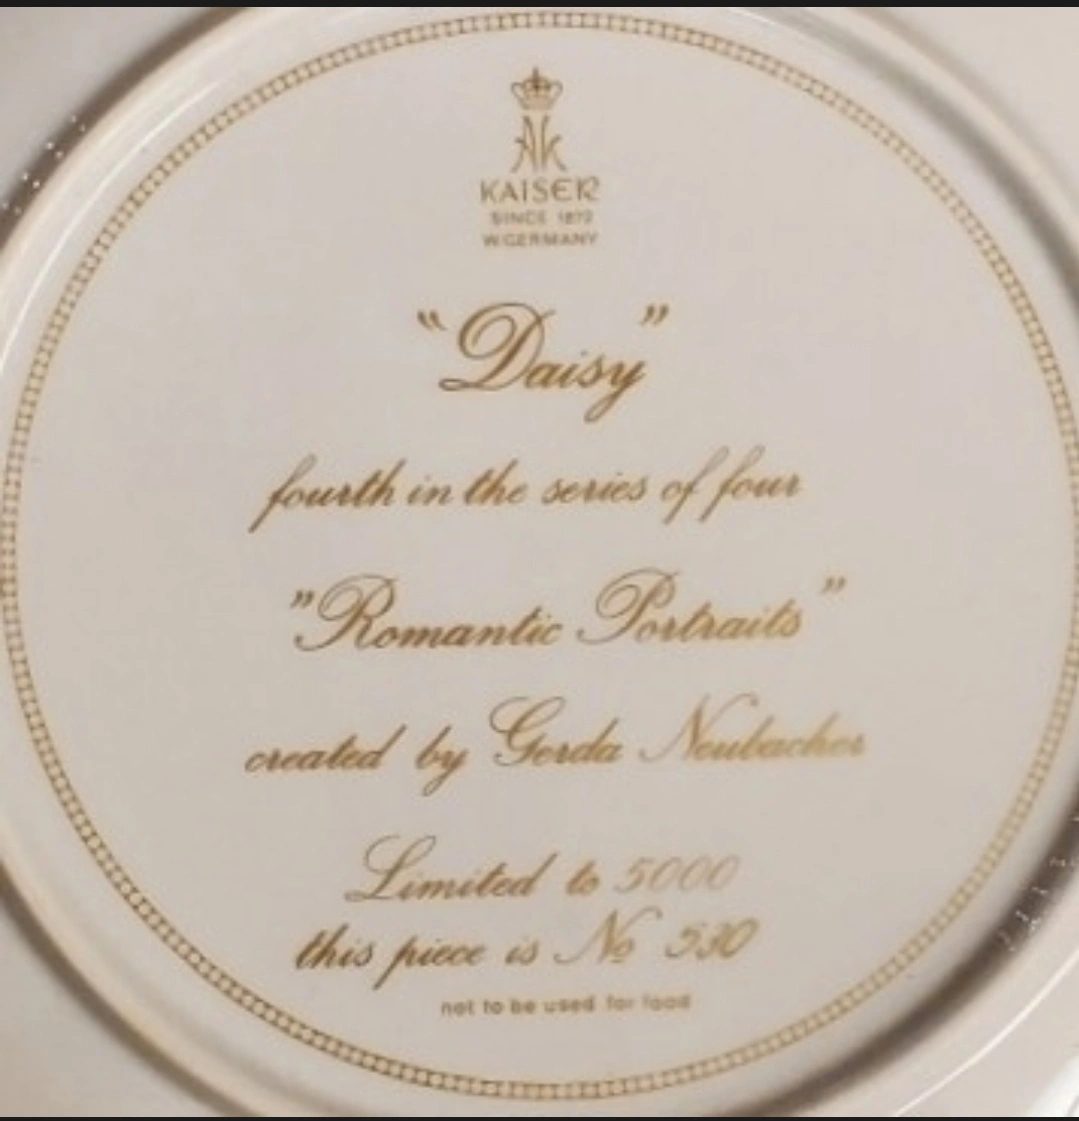 AK
KAISER
SINCE 1872
W.GERMANY
“Daisy”
fourth in the series of four
”Romantic Portraits”
created by Gerda Neubacher
Limited to 5000
this piece is No 530
not to be used for food